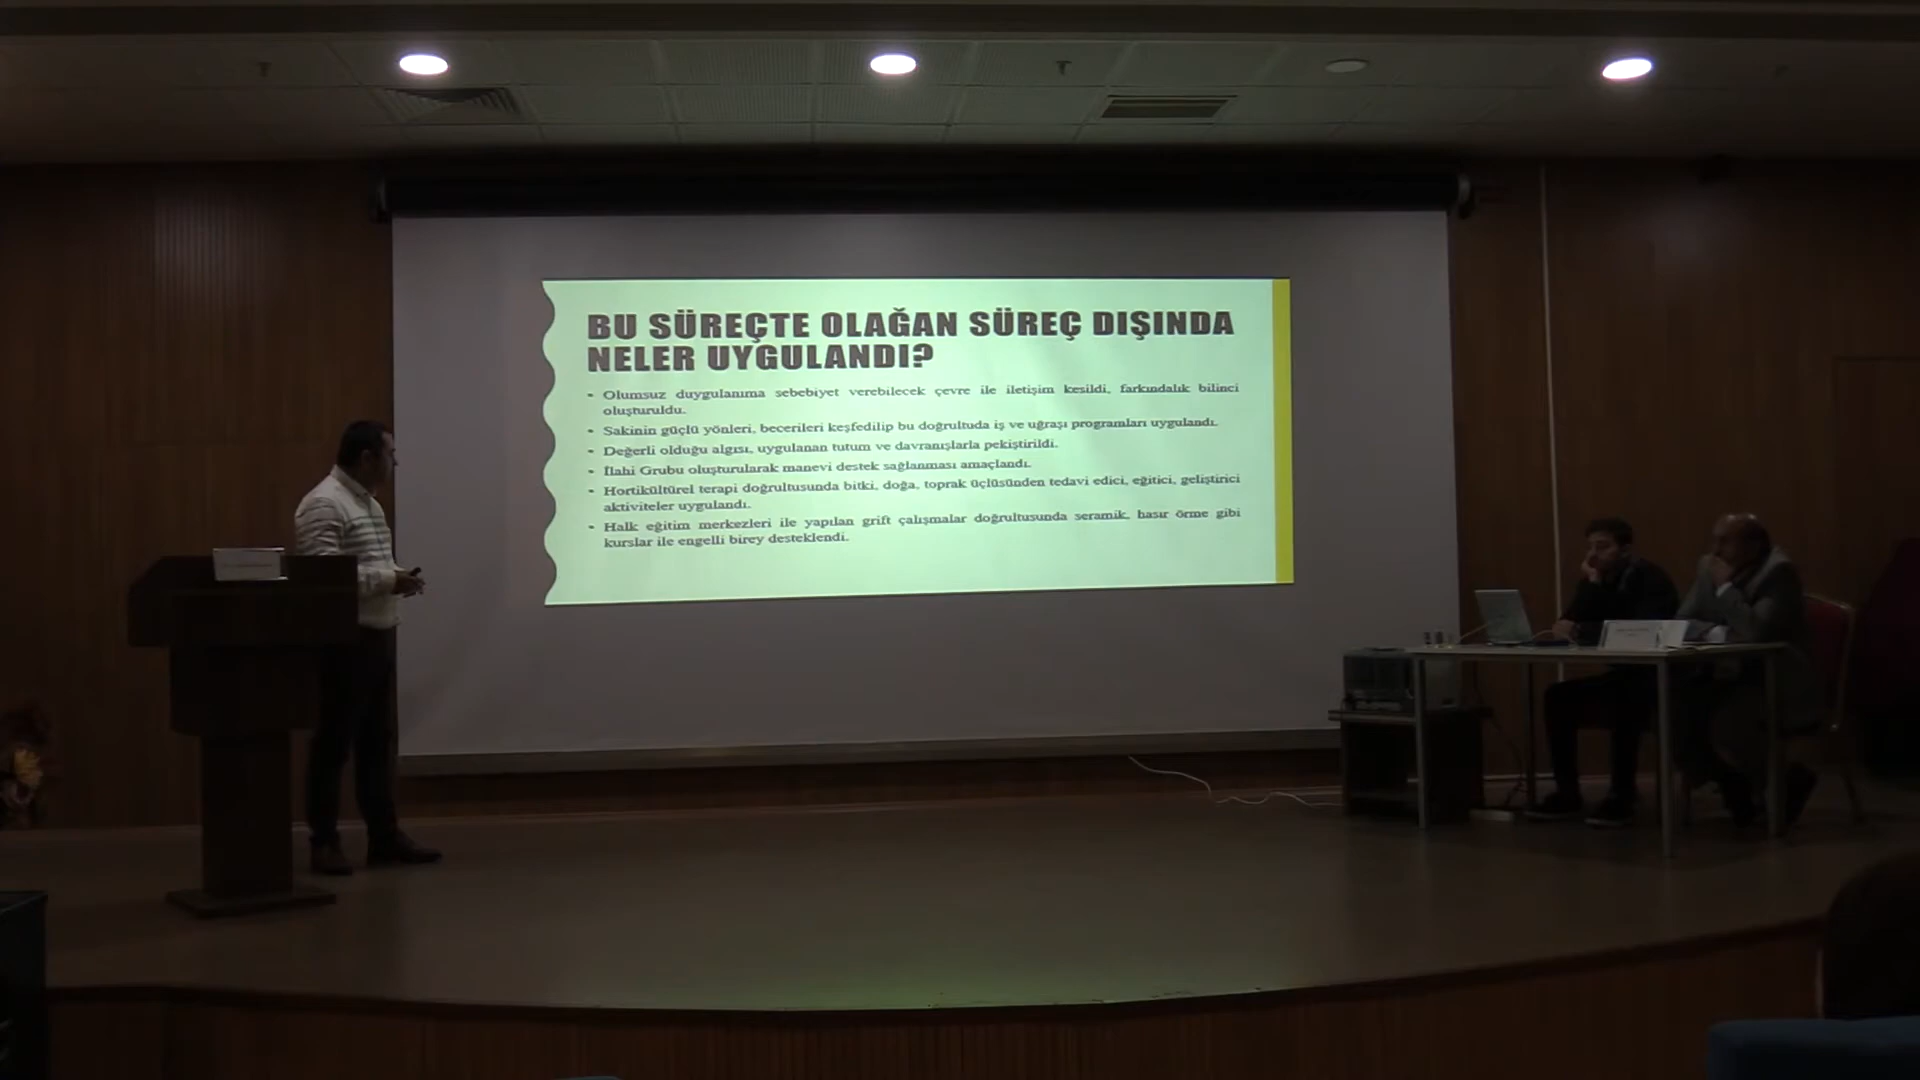 BU SÜREÇTE OLAĞAN SÜREÇ DIŞINDA
NELER UYGULANDI?
• Olumsuz duygulanıma sebebiyet verebilecek çevre ile iletişim kesildi, farkındalık bilinci
oluşturuldu.
• Sakinin güçlü yönleri, becerileri keşfedilip bu doğrultuda iş ve uğraşı programları uygulandı.
• Değerli olduğu algısı, uygulanan tutum ve davranışlarla pekiştirildi.
• İlahi Grubu oluşturularak manevi destek sağlanması amaçlandı.
• Hortikültürel terapi doğrultusunda bitki, doğa, toprak üçlüsünden tedavi edici, eğitici, geliştirici
aktiviteler uygulandı.
• Halk eğitim merkezleri ile yapılan grift çalışmalar doğrultusunda seramik, hasır örme gibi
kurslar ile engelli birey desteklendi.